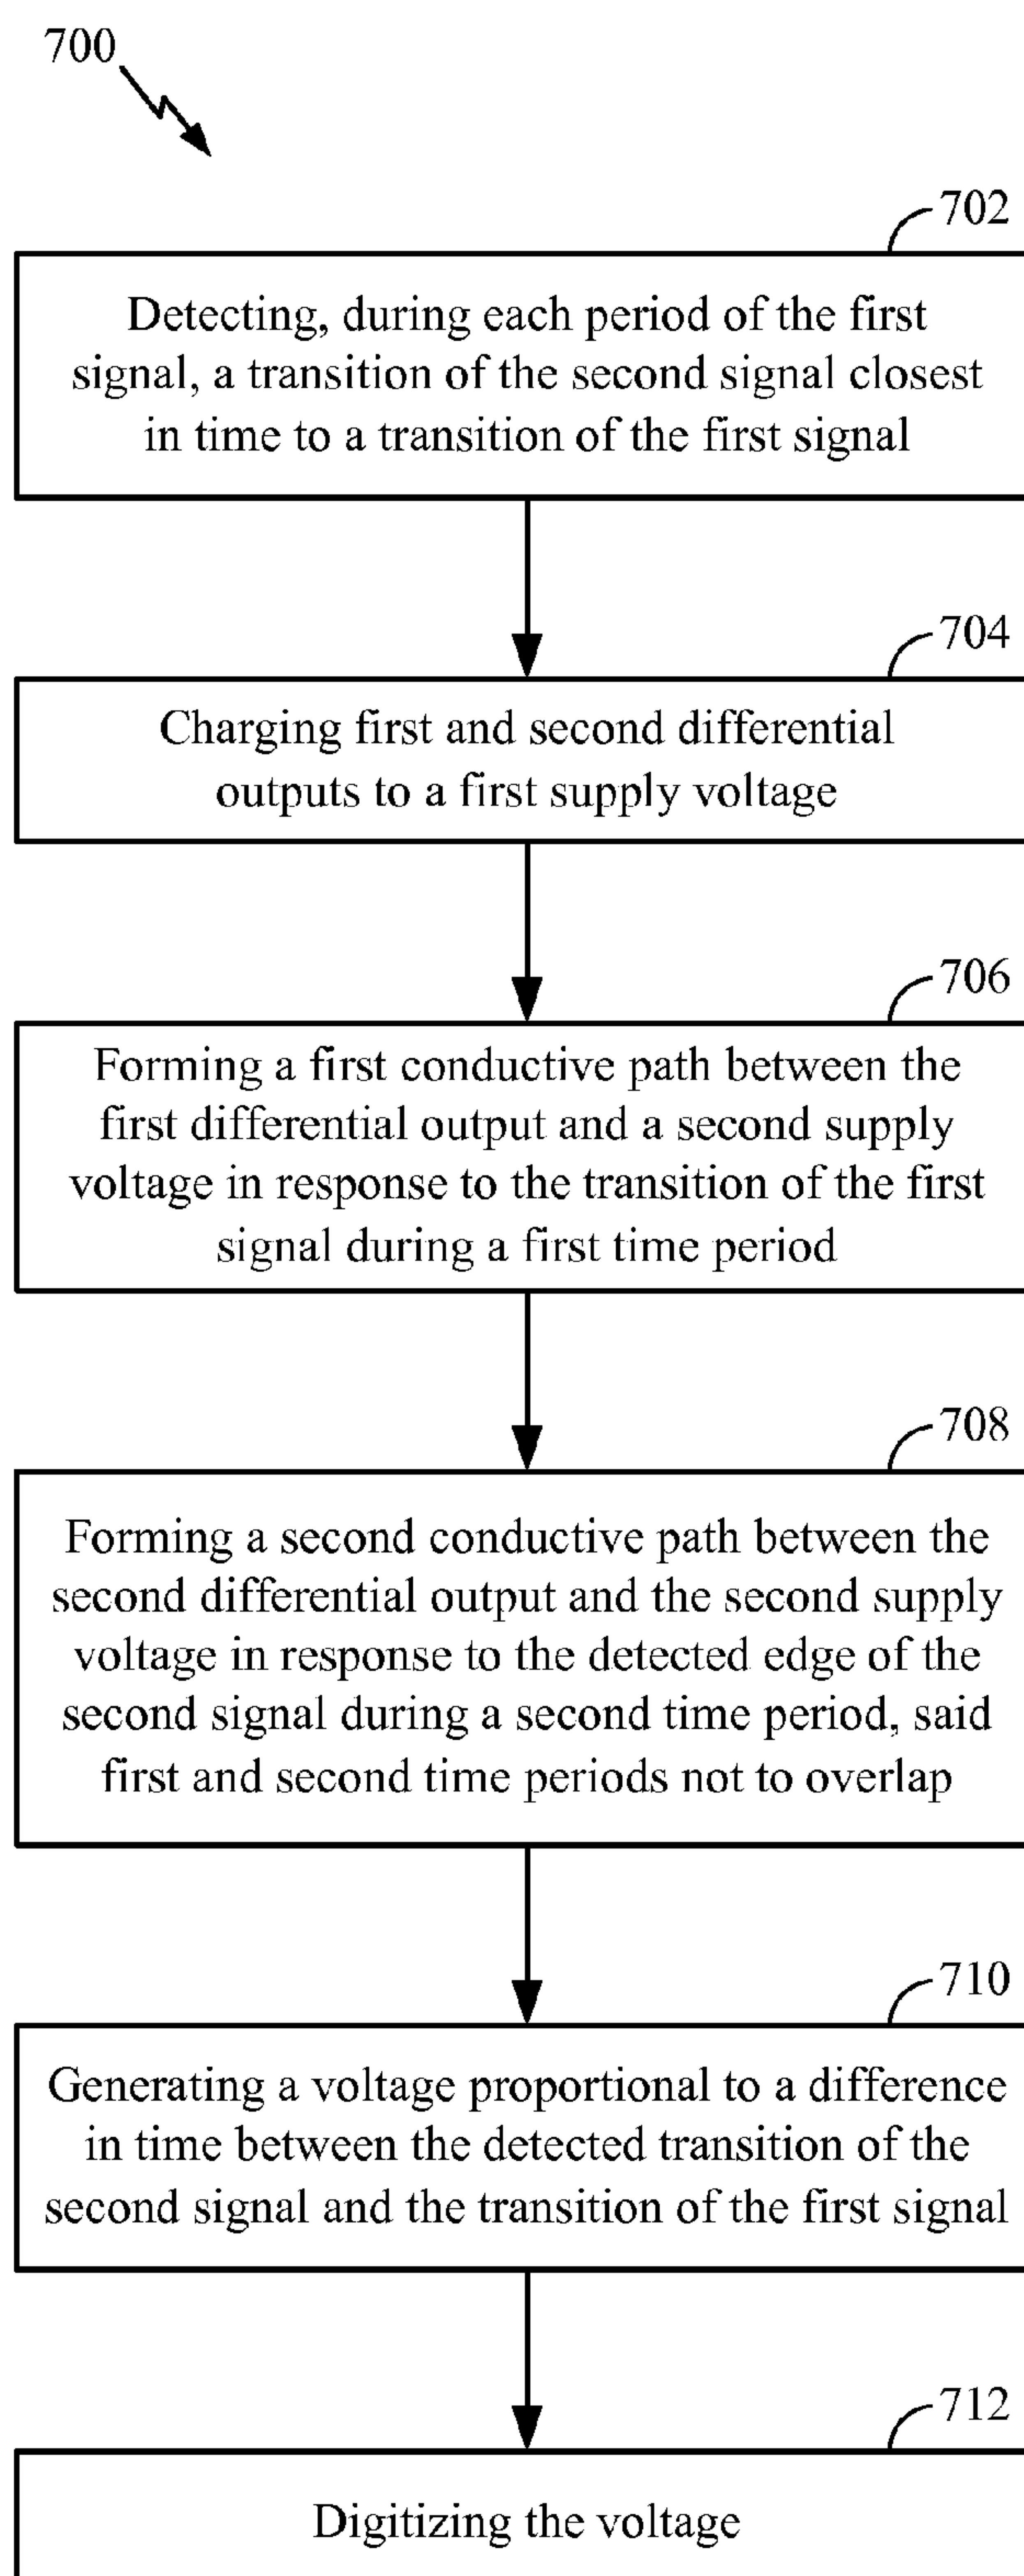 700
702
Detecting, during each period of the first
signal, a transition of the second signal closest
in time to a transition of the first signal
704
Charging first and second differential
outputs to a first supply voltage
706
Forming a first conductive path between the
first differential output and a second supply
voltage in response to the transition of the first
signal during a first time period
708
Forming a second conductive path between the
second differential output and the second supply
voltage in response to the detected edge of the
second signal during a second time period, said
first and second time periods not to overlap
710
Generating a voltage proportional to a difference
in time between the detected transition of the
second signal and the transition of the first signal
712
Digitizing the voltage